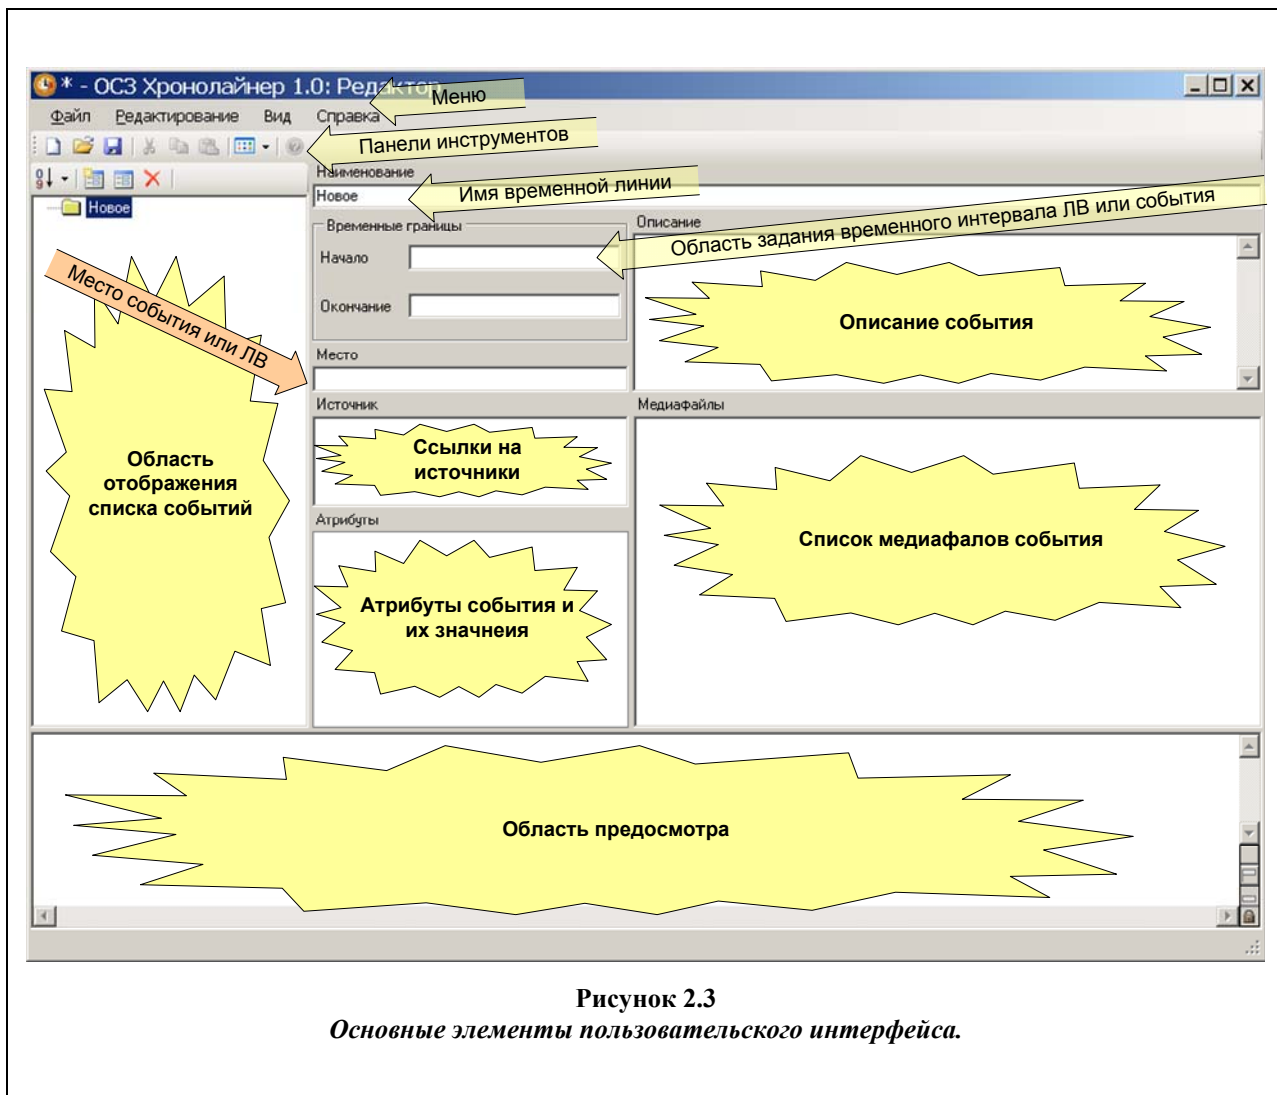 * - ОСЗ Хронолайнер 1.0: Редактор
Меню
Файл Редактирование Вид Справка
Панели инструментов
Наименование
Имя временной линии
Новое
Новое
Область задания временного интервала ЛВ или события
Временные границы
Описание
Начало
Место события или ЛВ
Окончание
Описание события
Место
Источник
Медиафайлы
Ссылки на
источники
Область
отображения
списка событий
Атрибуты
Список медиафалов события
Атрибуты события и
их значнеия
Область предосмотра
Рисунок 2.3
Основные элементы пользовательского интерфейса.